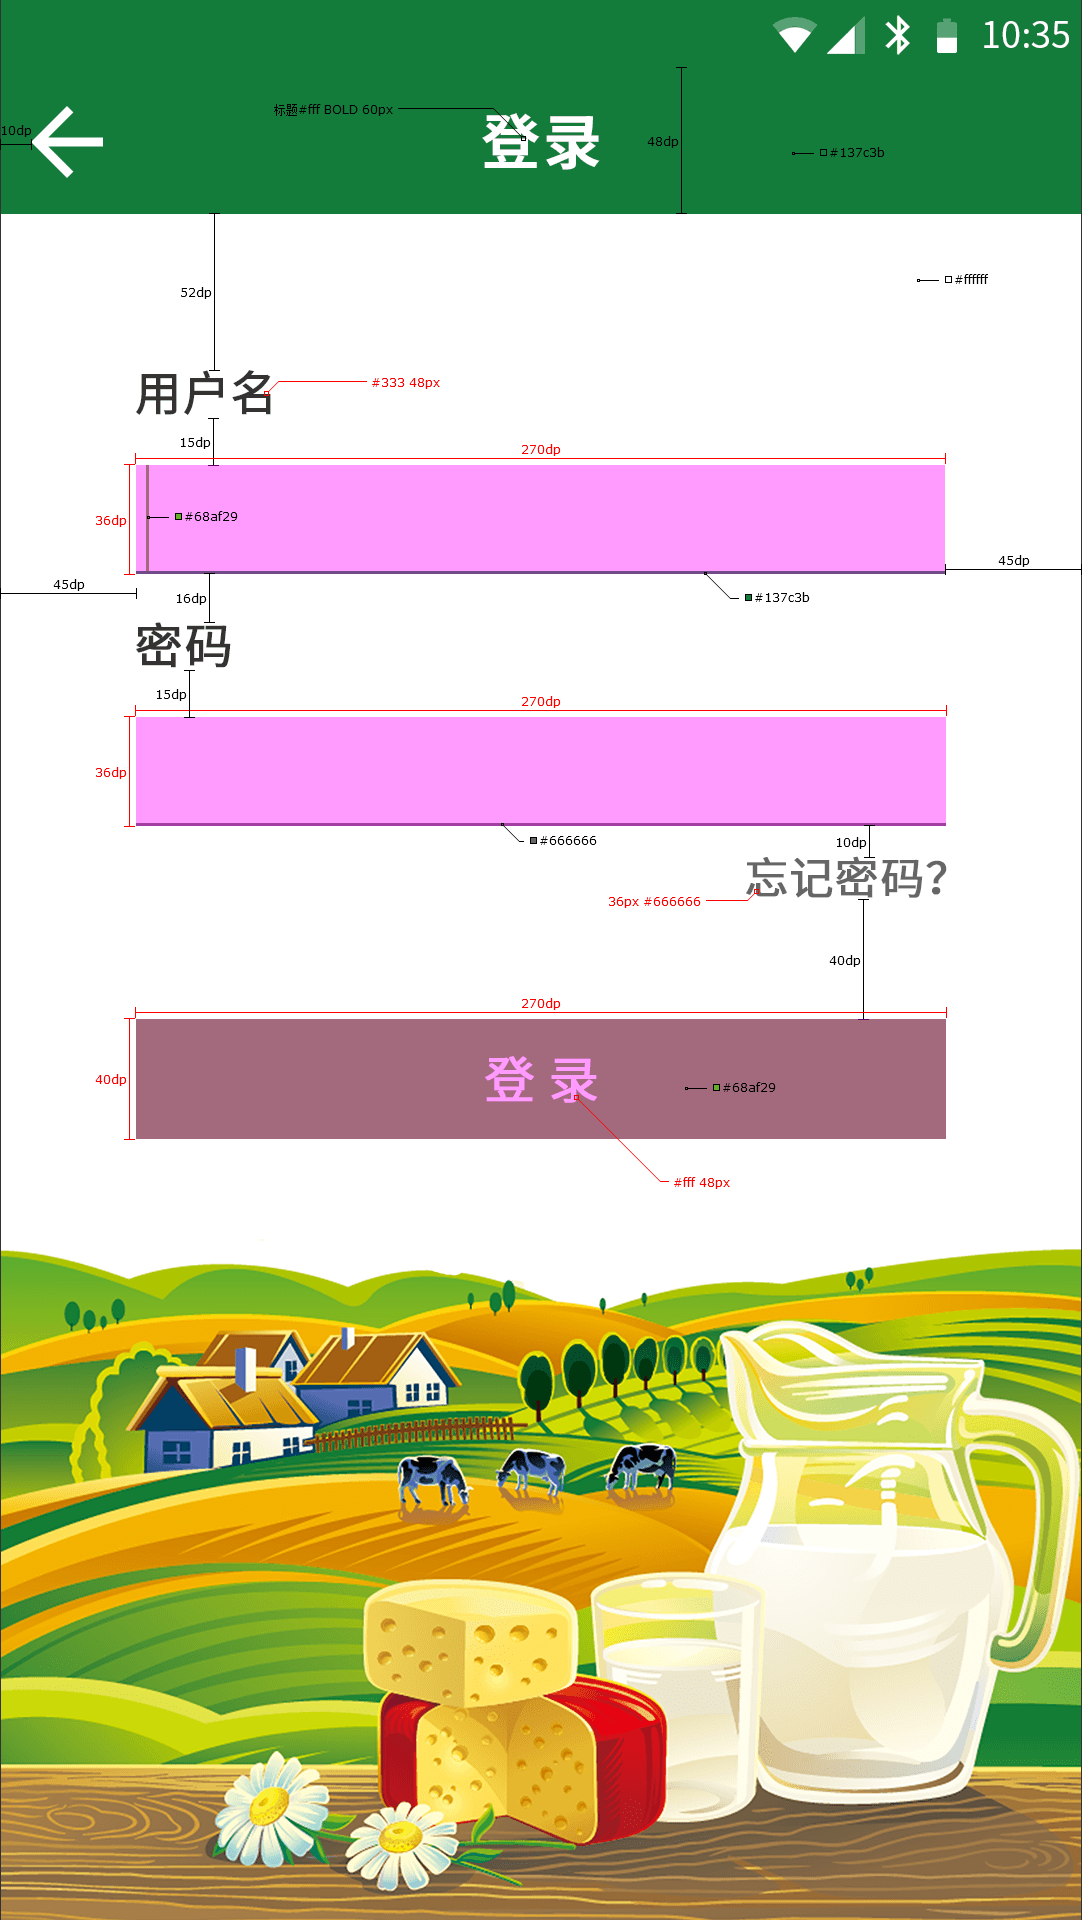 10:35
标题#fff BOLD 60px
10dp
登录
48dp
#137c3b
52dp
#ffffff
用户名
#333 48px
15dp
270dp
36dp
#68af29
45dp
45dp
16dp
#137c3b
密码
15dp
270dp
36dp
#666666
10dp
忘记密码?
36px #666666
40dp
270dp
40dp
登 录
#68af29
#fff 48px